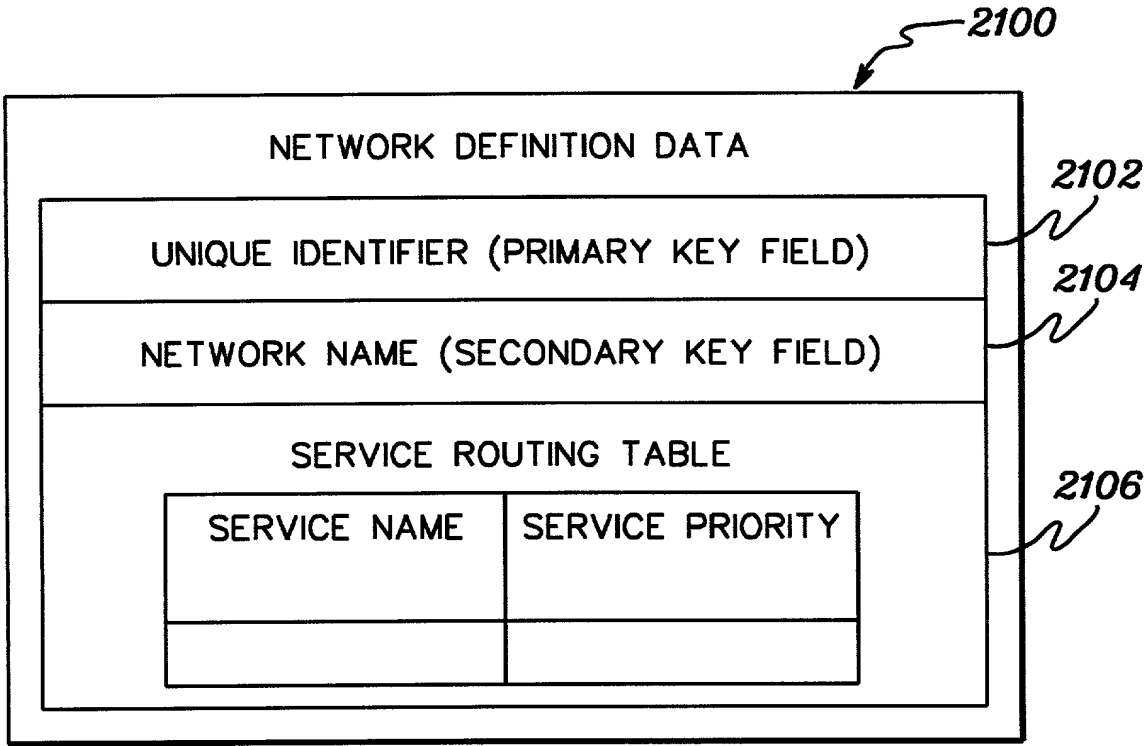 2100
NETWORK DEFINITION DATA
2102
UNIQUE IDENTIFIER (PRIMARY KEY FIELD)
2104
NETWORK NAME (SECONDARY KEY FIELD)
SERVICE ROUTING TABLE
2106
SERVICE NAME
SERVICE PRIORITY